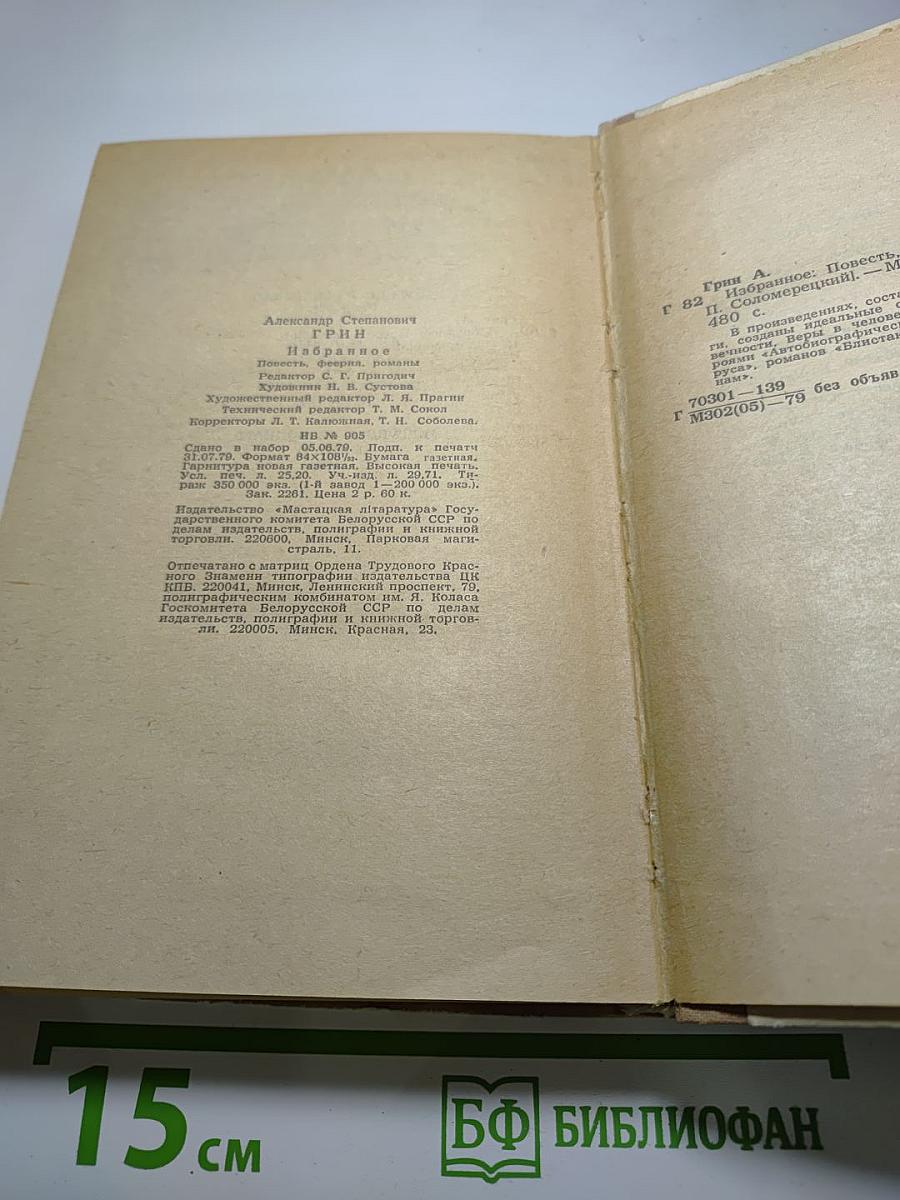 Александр Степанович
ГРИН
Избранное
Повесть, феерия, романы
Редактор С. Г. Пригодич
Художник Н. В. Сустова
Художественный редактор Л. Я. Прагин
Технический редактор Т. М. Сокол
Корректоры Л. Т. Калюжная, Т. Н. Соболева.
ИБ № 905
Сдано в набор 05.06.79. Подп. к печати
31.07.79. Формат 84×108¹/₃₂. Бумага газетная.
Гарнитура новая газетная. Высокая печать.
Усл. печ. л. 25,20. Уч.-изд. л. 29,71. Ти-
раж 350 000 экз. (1-й завод 1—200 000 экз.).
Зак. 2261. Цена 2 р. 60 к.
Издательство «Мастацкая літаратура» Госу-
дарственного комитета Белорусской ССР по
делам издательств, полиграфии и книжной
торговли. 220600, Минск, Парковая маги-
страль, 11.
Отпечатано с матриц Ордена Трудового Крас-
ного Знамени типографии издательства ЦК
КПБ. 220041, Минск, Ленинский проспект, 79,
полиграфическим комбинатом им. Я. Коласа
Госкомитета Белорусской ССР по делам
издательств, полиграфии и книжной торгов-
ли. 220005, Минск, Красная, 23.
Грин А.
Г 82 Избранное: Повесть,
П. Соломерецкий]. — М
480 с.
В произведениях, соста
ги, созданы идеальные о
вечности, веры в челове
роями «Автобиографическ
руса», романов «Блистаю
нам».
Г 70301—139
М302(05)—79 без объяв
15 см
БФ БИБЛИОФАН